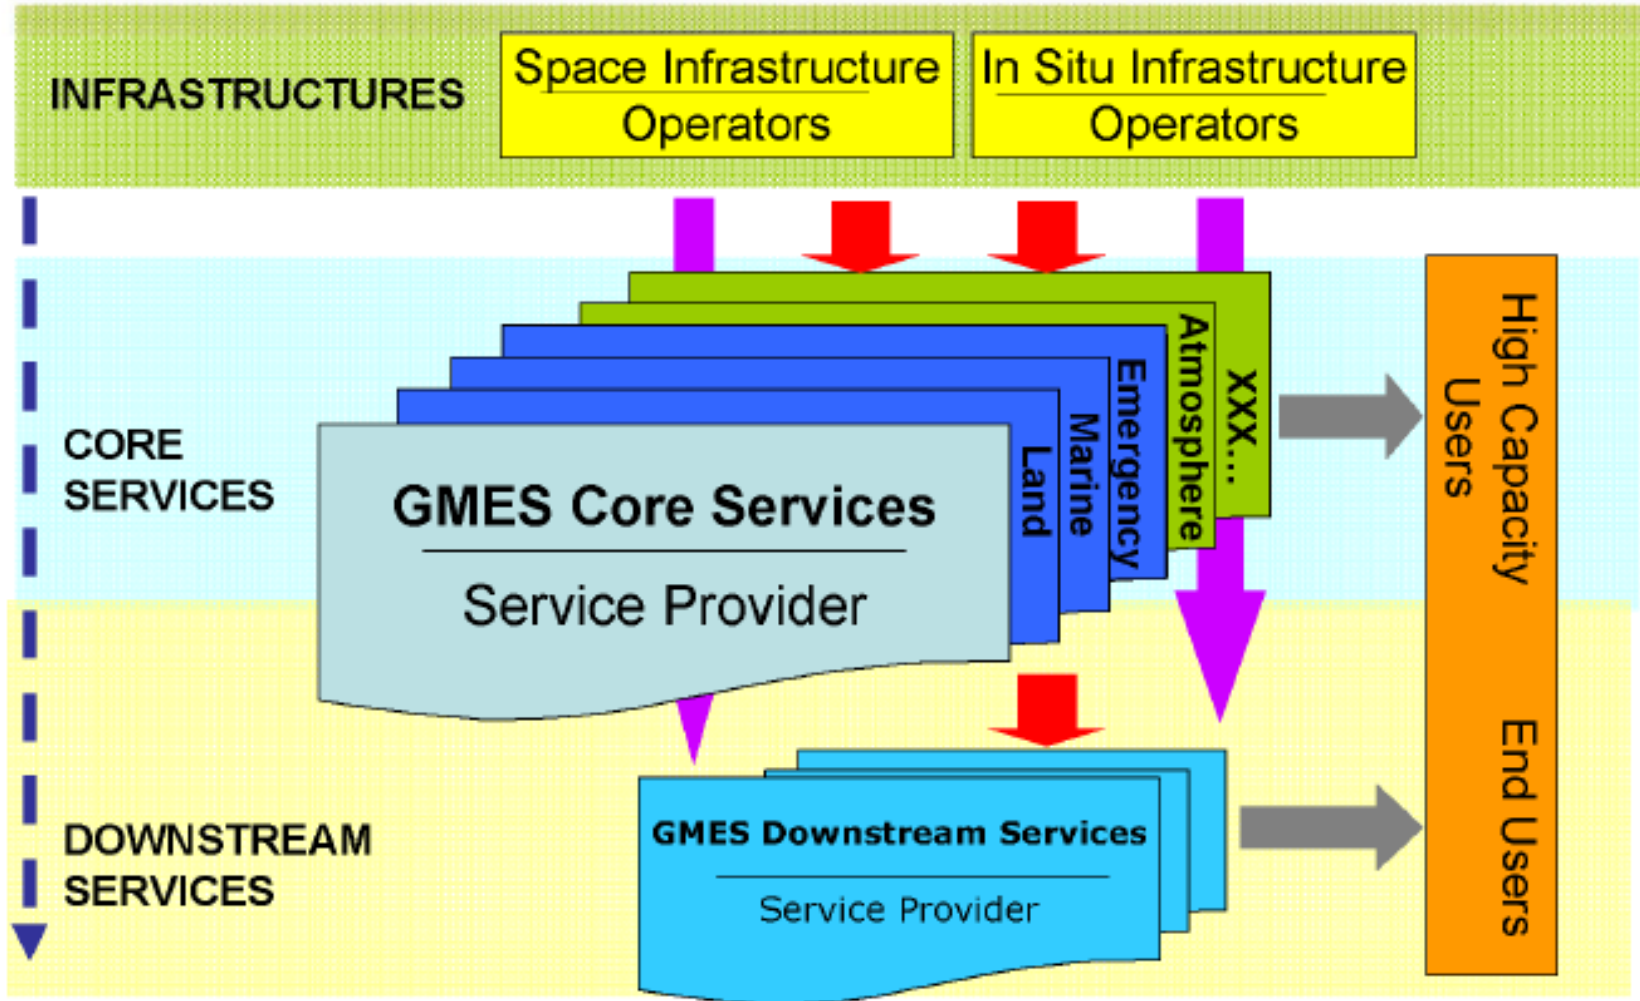 INFRASTRUCTURES
Space Infrastructure
Operators
In Situ Infrastructure
Operators
CORE
SERVICES
GMES Core Services
Service Provider
Land
Marine
Emergency
Atmosphere
XXX...
High Capacity
Users
DOWNSTREAM
SERVICES
GMES Downstream Services
Service Provider
End Users